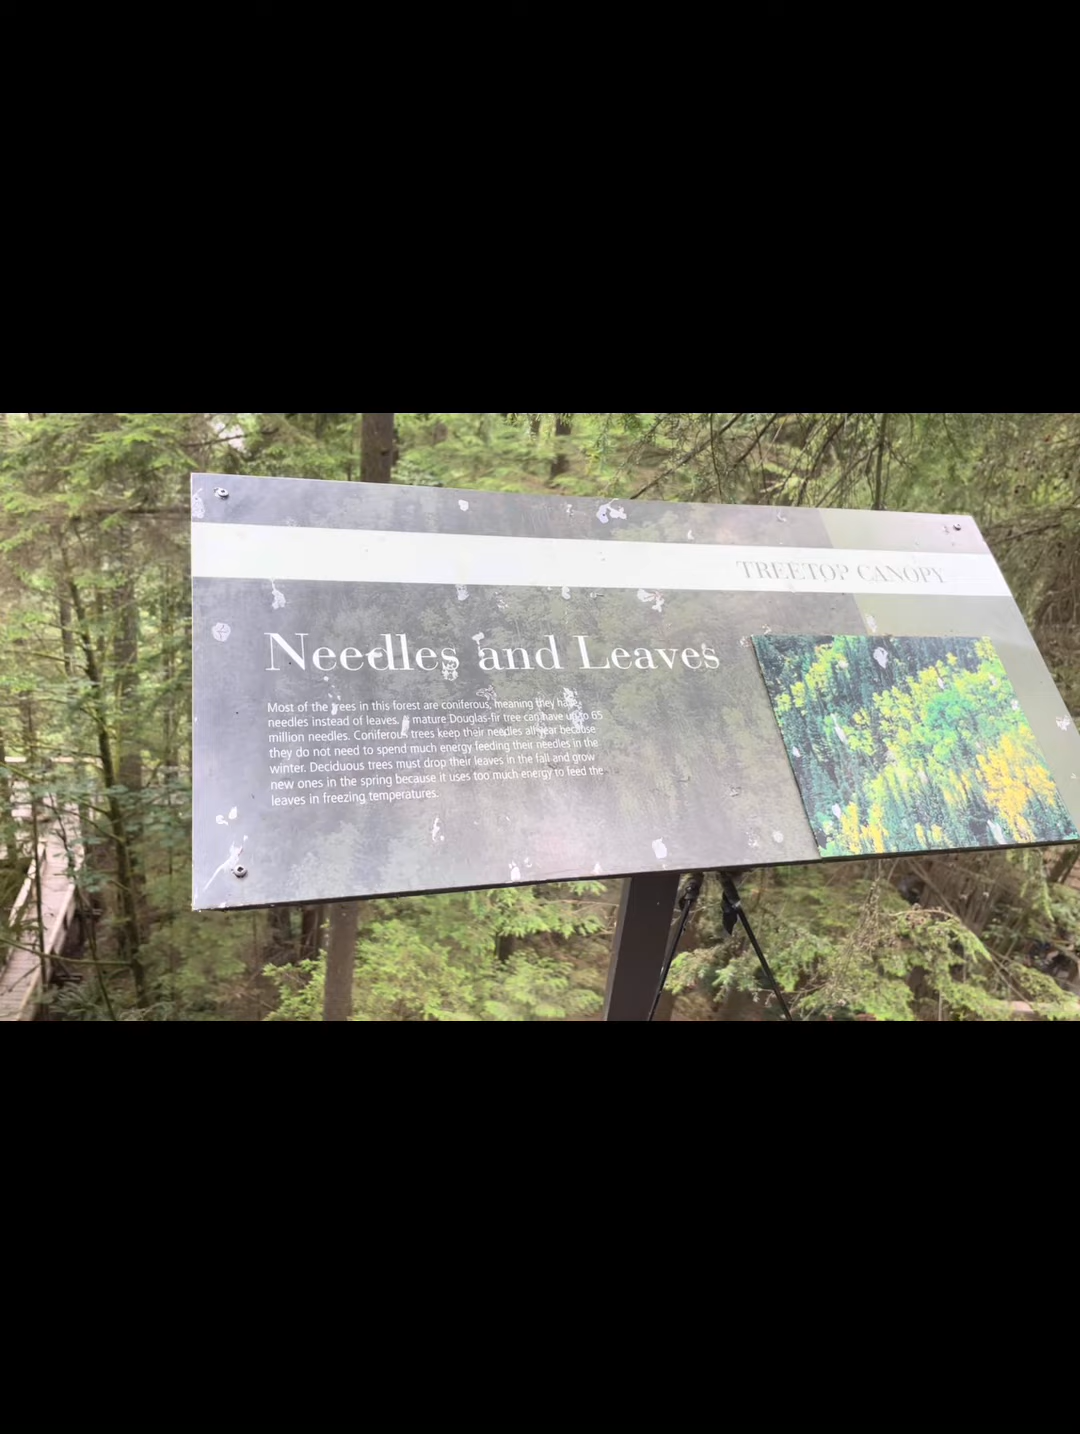 TREETOP CANOPY
Needles and Leaves
Most of the trees in this forest are coniferous, meaning they have
needles instead of leaves. A mature Douglas-fir tree can have up to 65
million needles. Coniferous trees keep their needles all year because
they do not need to spend much energy feeding their needles in the
winter. Deciduous trees must drop their leaves in the fall and grow
new ones in the spring because it uses too much energy to feed the
leaves in freezing temperatures.